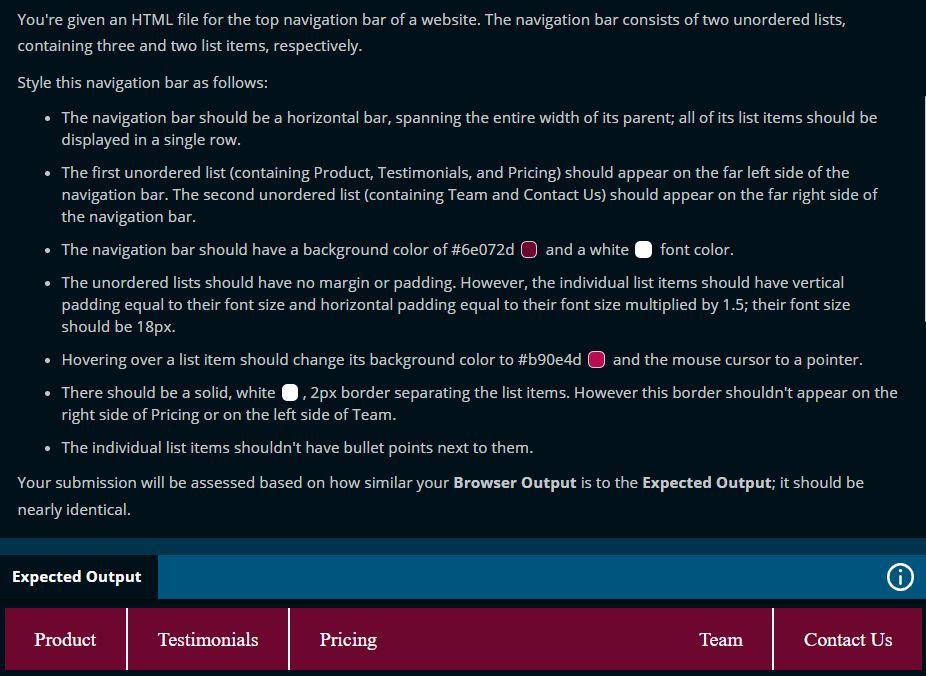 You're given an HTML file for the top navigation bar of a website. The navigation bar consists of two unordered lists,
containing three and two list items, respectively.
Style this navigation bar as follows:
• The navigation bar should be a horizontal bar, spanning the entire width of its parent; all of its list items should be
displayed in a single row.
• The first unordered list (containing Product, Testimonials, and Pricing) should appear on the far left side of the
navigation bar. The second unordered list (containing Team and Contact Us) should appear on the far right side of
the navigation bar.
• The navigation bar should have a background color of #6e072d and a white font color.
• The unordered lists should have no margin or padding. However, the individual list items should have vertical
padding equal to their font size and horizontal padding equal to their font size multiplied by 1.5; their font size
should be 18px.
• Hovering over a list item should change its background color to #b90e4d and the mouse cursor to a pointer.
• There should be a solid, white , 2px border separating the list items. However this border shouldn't appear on the
right side of Pricing or on the left side of Team.
• The individual list items shouldn't have bullet points next to them.
Your submission will be assessed based on how similar your Browser Output is to the Expected Output; it should be
nearly identical.
Expected Output
Product Testimonials Pricing Team Contact Us